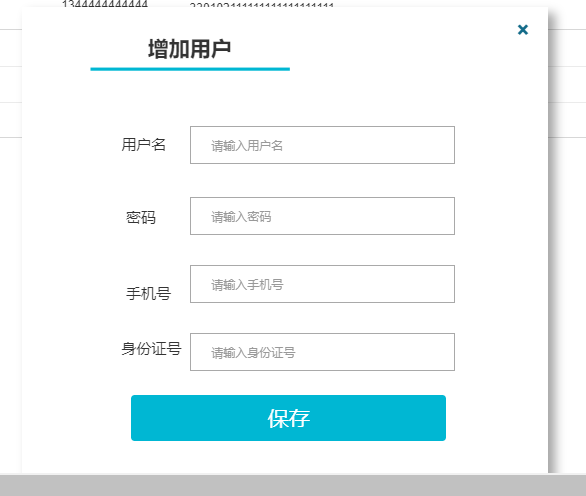 增加用户
用户名 请输入用户名
密码 请输入密码
手机号 请输入手机号
身份证号 请输入身份证号
保存